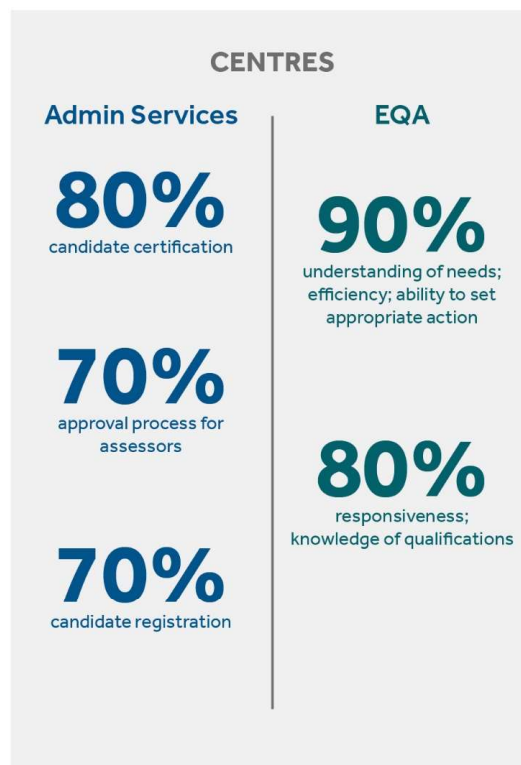 CENTRES
Admin Services
80%
candidate certification
70%
approval process for
assessors
70%
candidate registration
EQA
90%
understanding of needs;
efficiency; ability to set
appropriate action
80%
responsiveness;
knowledge of qualifications